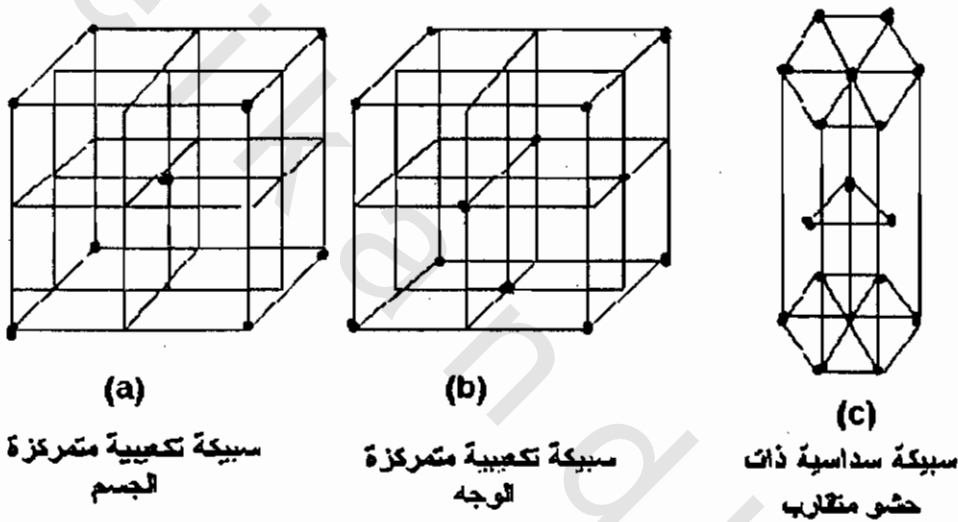 (a)
سبيكة تكعيبية متمركزة
الجسم
(b)
سبيكة تكعيبية متمركزة
الوجه
(c)
سبيكة سداسية ذات
حشو متقارب